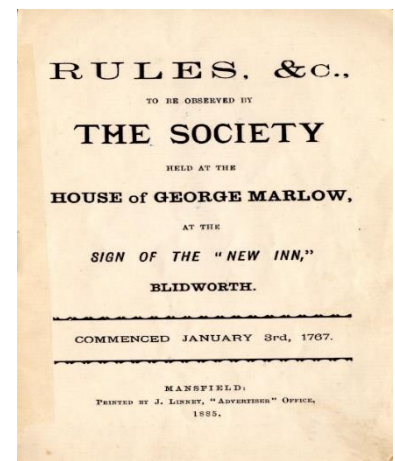 RULES, &c.,
TO BE OBSERVED BY
THE SOCIETY
HELD AT THE
HOUSE of GEORGE MARLOW,
AT THE
SIGN OF THE "NEW INN,"
BLIDWORTH.
COMMENCED JANUARY 3rd, 1767.
MANSFIELD:
PRINTED BY J. LINNEY, "ADVERTISER" OFFICE,
1885.